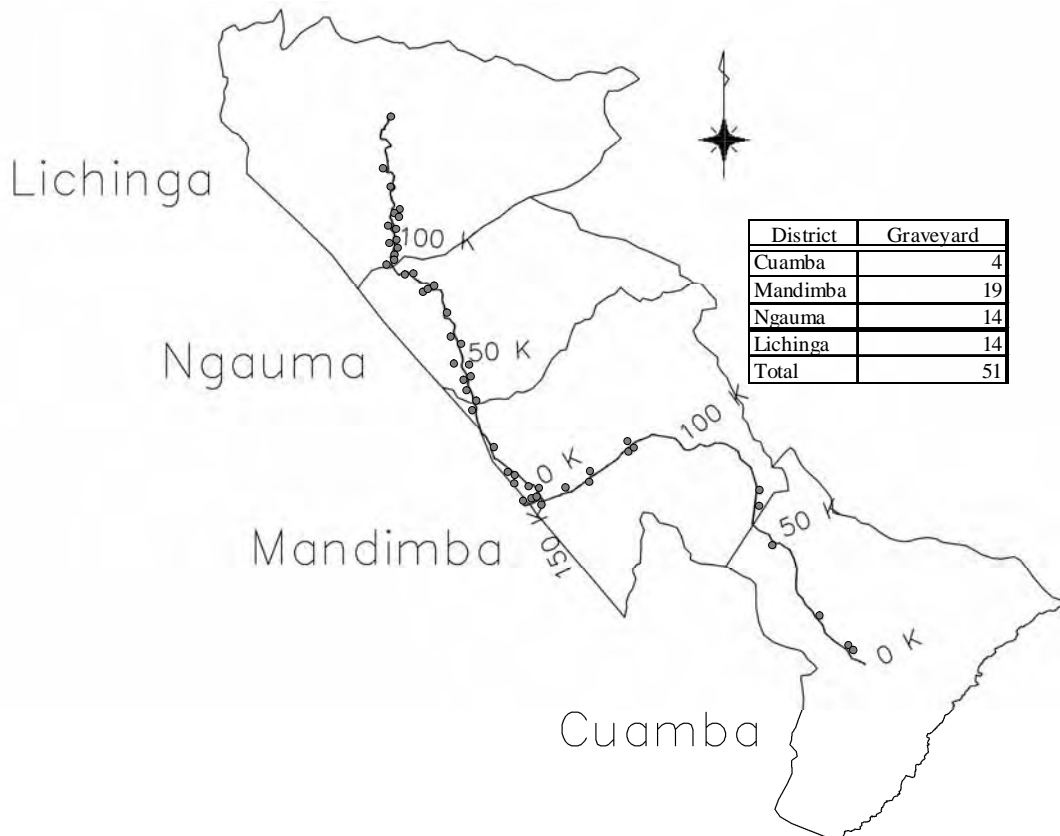 Lichinga
100 K
District Graveyard
Cuamba 4
Mandimba 19
Ngauma 14
Lichinga 14
Total 51
Ngauma
50 K
100 K
0 K
150 K
Mandimba
50 K
0 K
Cuamba